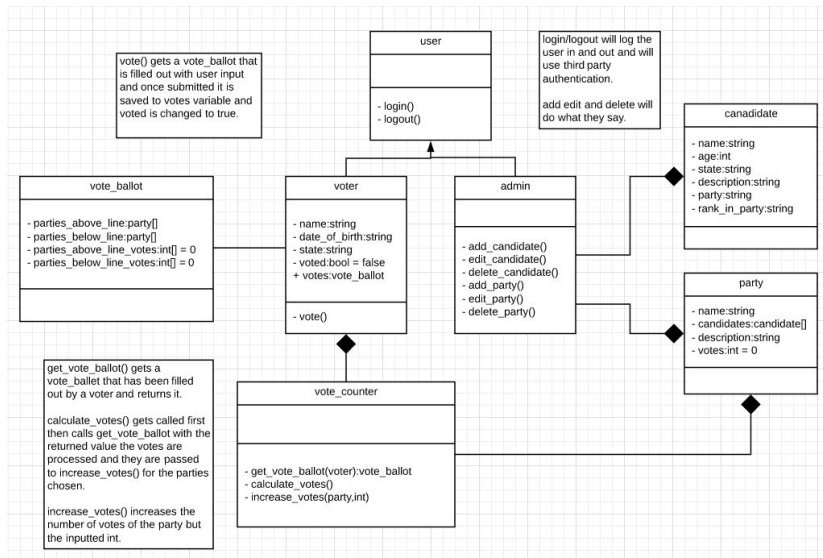 user
- login()
- logout()
vote() gets a vote_ballot that
is filled out with user input
and once submitted it is
saved to votes variable and
voted is changed to true.
login/logout will log the
user in and out and will
use third party
authentication.
add edit and delete will
do what they say.
canadidate
- name:string
- age:int
- state:string
- description:string
- party:string
- rank_in_party:string
vote_ballot
- parties_above_line:party[]
- parties_below_line:party[]
- parties_above_line_votes:int[] = 0
- parties_below_line_votes:int[] = 0
voter
- name:string
- date_of_birth:string
- state:string
- voted:bool = false
+ votes:vote_ballot
- vote()
admin
- add_candidate()
- edit_candidate()
- delete_candidate()
- add_party()
- edit_party()
- delete_party()
party
- name:string
- candidates:candidate[]
- description:string
- votes:int = 0
get_vote_ballot() gets a
vote_ballet that has been filled
out by a voter and returns it.
calculate_votes() gets called first
then calls get_vote_ballot with the
returned value the votes are
processed and they are passed
to increase_votes() for the parties
chosen.
increase_votes() increases the
number of votes of the party but
the inputted int.
vote_counter
- get_vote_ballot(voter):vote_ballot
- calculate_votes()
- increase_votes(party,int)